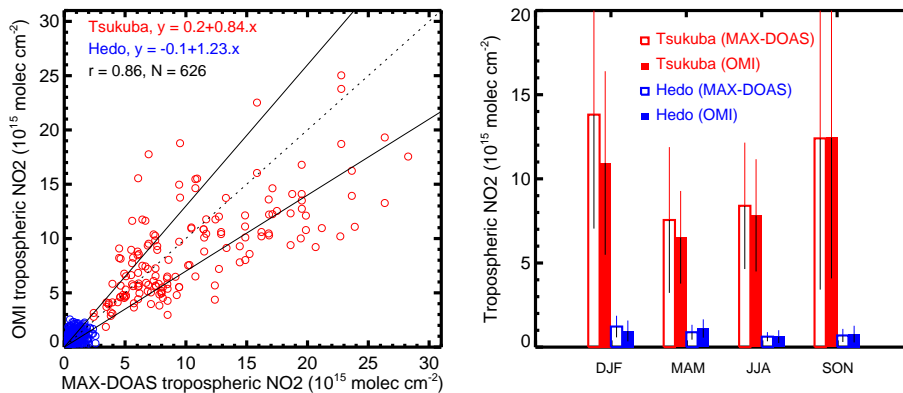 Tsukuba, y = 0.2+0.84.x
Hedo, y = -0.1+1.23.x
r = 0.86, N = 626
OMI tropospheric NO2 (10^15 molec cm^-2)
30
25
20
15
10
5
0
0 5 10 15 20 25 30
MAX-DOAS tropospheric NO2 (10^15 molec cm^-2)
Tropospheric NO2 (10^15 molec cm^-2)
20
15
10
5
0
Tsukuba (MAX-DOAS)
Tsukuba (OMI)
Hedo (MAX-DOAS)
Hedo (OMI)
DJF MAM JJA SON